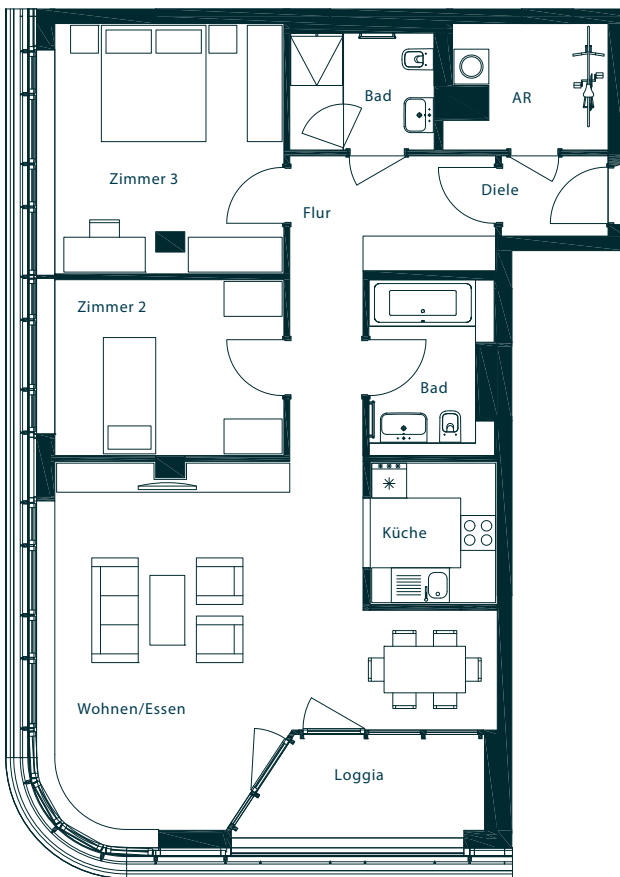 Bad
AR
Zimmer 3
Diele
Flur
Zimmer 2
Bad
Küche
Wohnen/Essen
Loggia